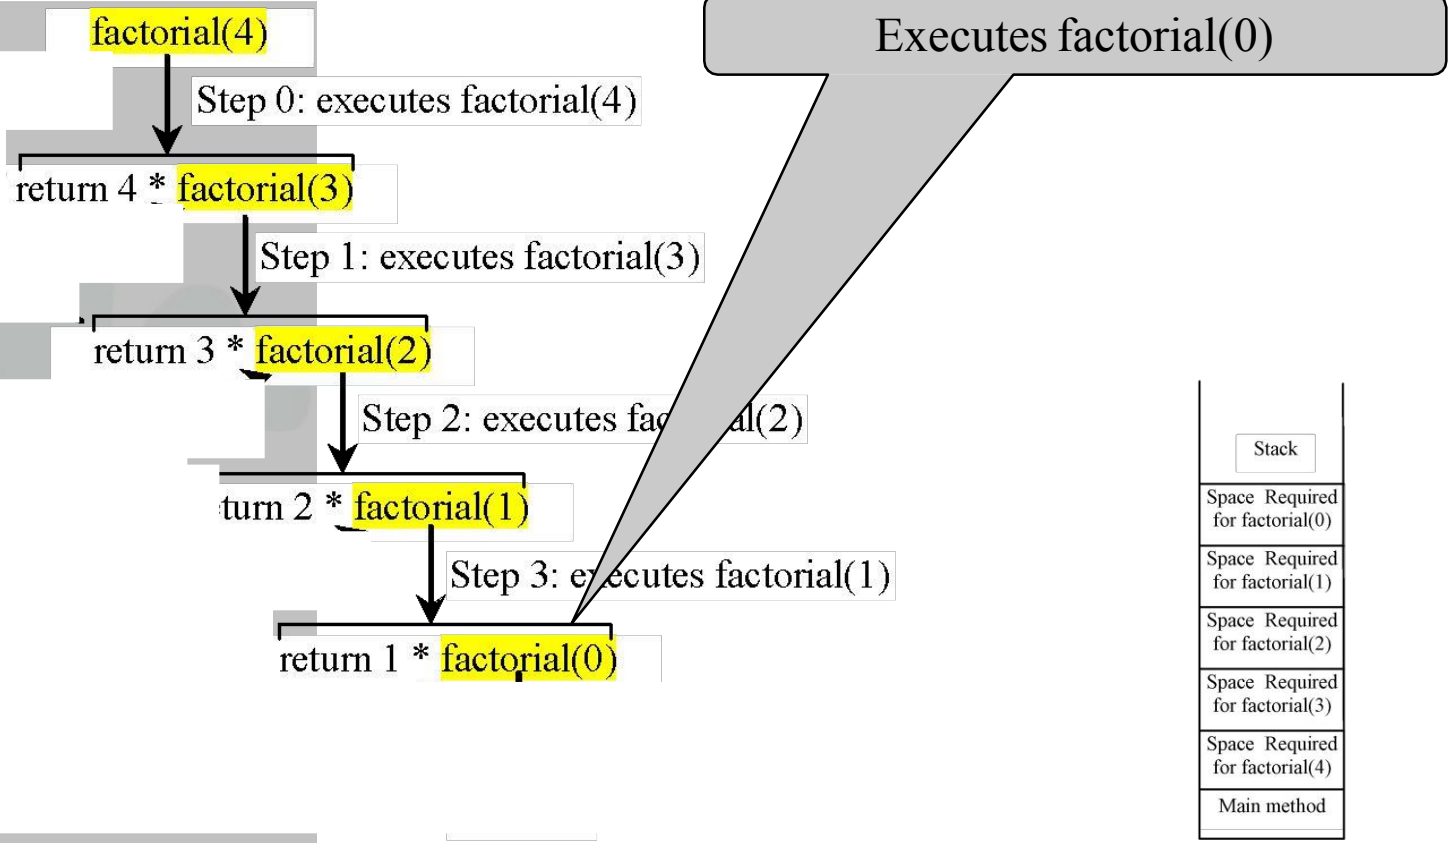 factorial(4)
Executes factorial(0)
Step 0: executes factorial(4)
return 4 * factorial(3)
Step 1: executes factorial(3)
return 3 * factorial(2)
Step 2: executes fac al(2)
turn 2 * factorial(1)
Step 3: executes factorial(1)
return 1 * factorial(0)
Stack
Space Required
for factorial(0)
Space Required
for factorial(1)
Space Required
for factorial(2)
Space Required
for factorial(3)
Space Required
for factorial(4)
Main method